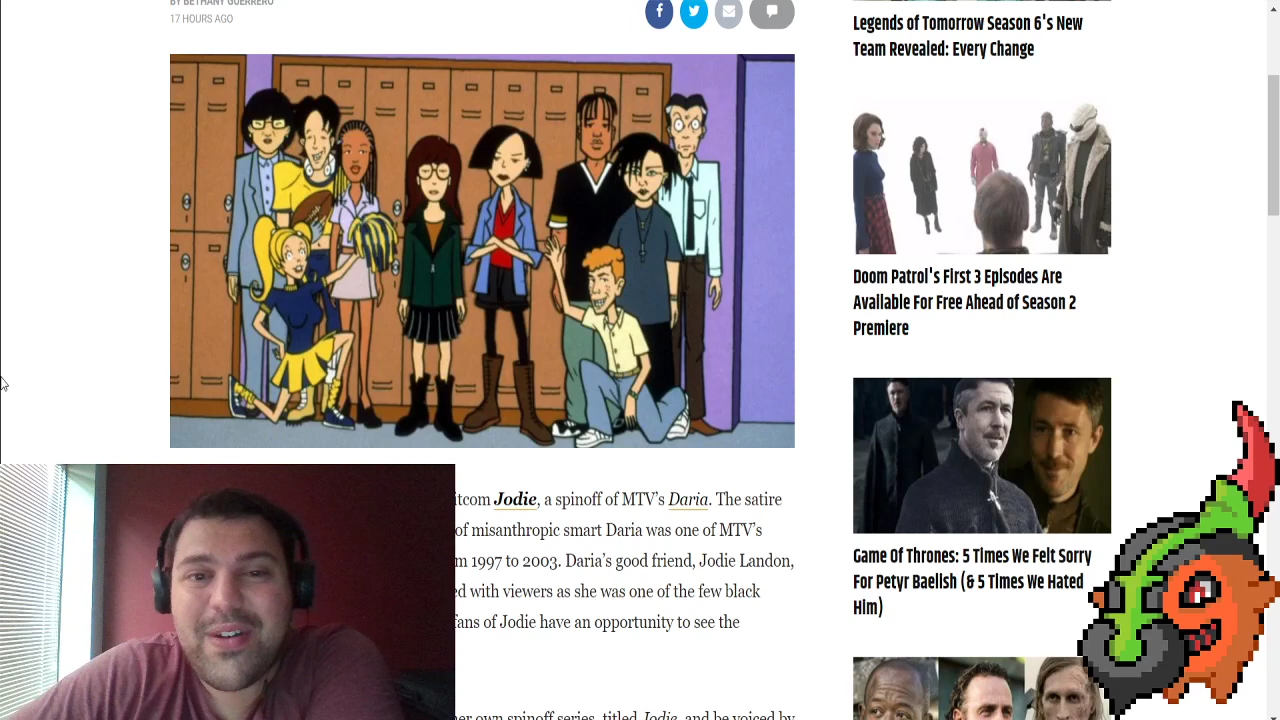 BY BETHANY GUERRERO
17 HOURS AGO
itcom Jodie, a spinoff of MTV's Daria. The satire
of misanthropic smart Daria was one of MTV's
m 1997 to 2003. Daria's good friend, Jodie Landon,
ed with viewers as she was one of the few black
fans of Jodie have an opportunity to see the
her own spinoff series, titled Jodie, and be voiced by
Legends of Tomorrow Season 6's New
Team Revealed: Every Change
Doom Patrol's First 3 Episodes Are
Available For Free Ahead of Season 2
Premiere
Game Of Thrones: 5 Times We Felt Sorry
For Petyr Baelish (& 5 Times We Hated
Him)